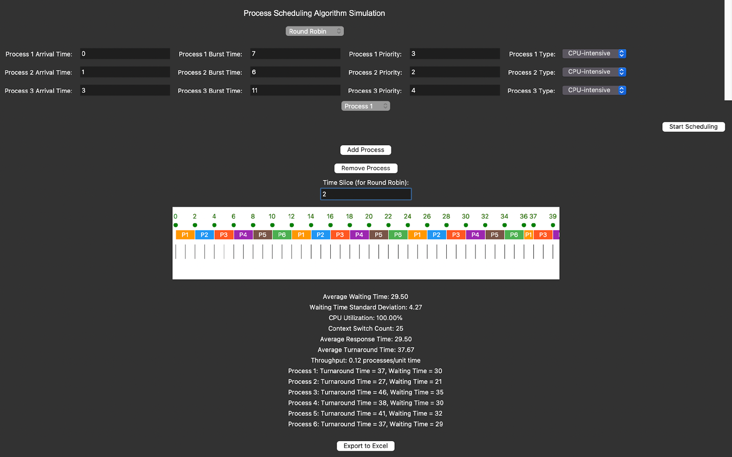 Process Scheduling Algorithm Simulation
Round Robin
Process 1 Arrival Time: 0 Process 1 Burst Time: 7 Process 1 Priority: 3 Process 1 Type: CPU-intensive
Process 2 Arrival Time: 1 Process 2 Burst Time: 6 Process 2 Priority: 2 Process 2 Type: CPU-intensive
Process 3 Arrival Time: 3 Process 3 Burst Time: 11 Process 3 Priority: 4 Process 3 Type: CPU-intensive
Process 1
Start Scheduling
Add Process
Remove Process
Time Slice (for Round Robin):
2
0 2 4 6 8 10 12 14 16 18 20 22 24 26 28 30 32 34 36 37 39
P1 P2 P3 P4 P5 P6 P1 P2 P3 P4 P5 P6 P1 P2 P3 P4 P5 P6 P1 P3
Average Waiting Time: 29.50
Waiting Time Standard Deviation: 4.27
CPU Utilization: 100.00%
Context Switch Count: 25
Average Response Time: 29.50
Average Turnaround Time: 37.67
Throughput: 0.12 processes/unit time
Process 1: Turnaround Time = 37, Waiting Time = 30
Process 2: Turnaround Time = 27, Waiting Time = 21
Process 3: Turnaround Time = 46, Waiting Time = 35
Process 4: Turnaround Time = 38, Waiting Time = 30
Process 5: Turnaround Time = 41, Waiting Time = 32
Process 6: Turnaround Time = 37, Waiting Time = 29
Export to Excel